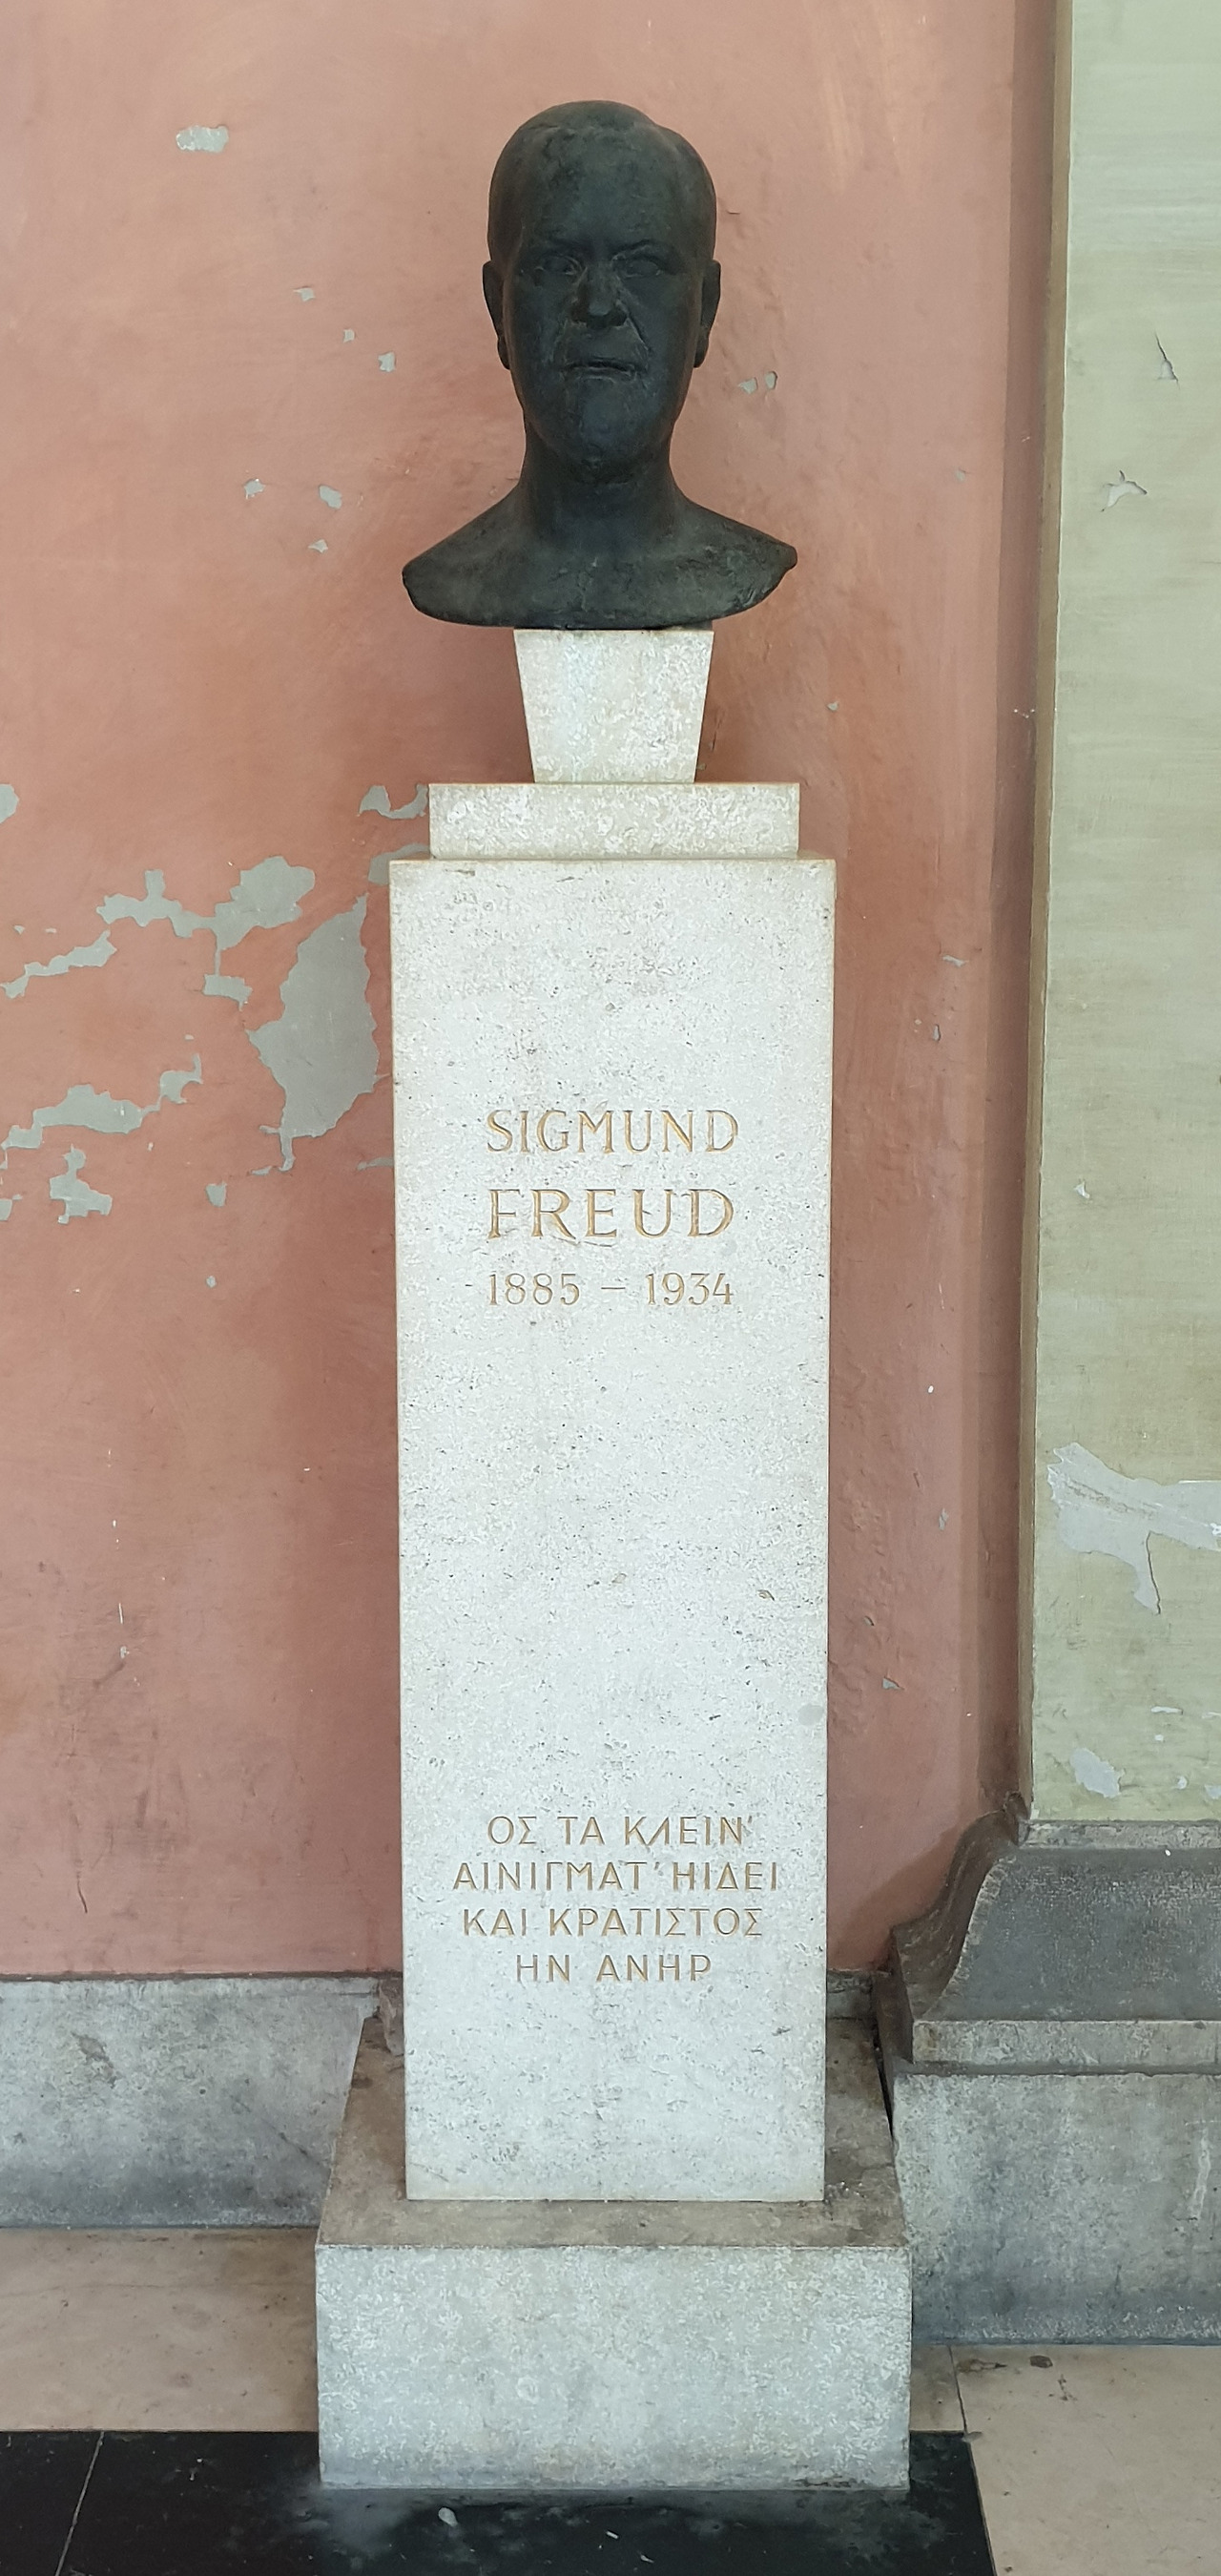 SIGMUND
FREUD
1885 – 1934
ΟΣ ΤΑ ΚΛΕΙΝ'
ΑΙΝΙΓΜΑΤ' ΗΙΔΕΙ
ΚΑΙ ΚΡΑΤΙΣΤΟΣ
ΗΝ ΑΝΗΡ